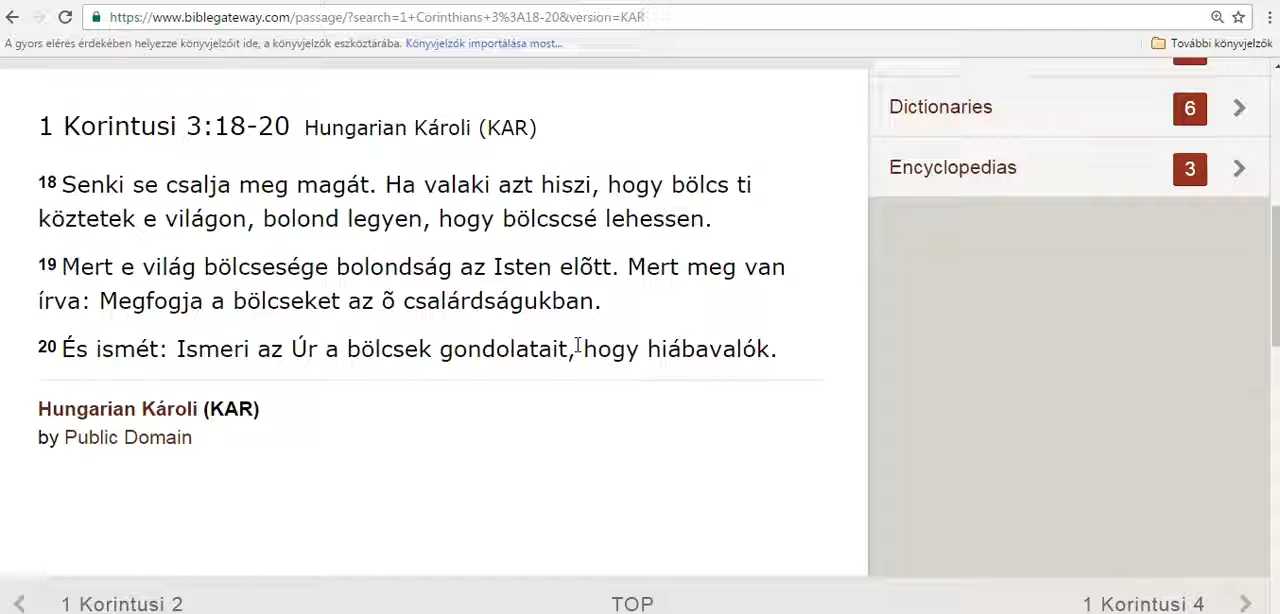 https://www.biblegateway.com/passage/?search=1+Corinthians+3%3A18-20&version=KAR
A gyors elérés érdekében helyezze könyvjelzőit ide, a könyvjelzők eszköztárába. Könyvjelzők importálása most...
További könyvjelzők
Dictionaries 6
Encyclopedias 3
1 Korintusi 3:18-20 Hungarian Károli (KAR)
18 Senki se csalja meg magát. Ha valaki azt hiszi, hogy bölcs ti
köztetek e világon, bolond legyen, hogy bölcscsé lehessen.
19 Mert e világ bölcsesége bolondság az Isten elõtt. Mert meg van
írva: Megfogja a bölcseket az õ csalárdságukban.
20 És ismét: Ismeri az Úr a bölcsek gondolatait, hogy hiábavalók.
Hungarian Károli (KAR)
by Public Domain
1 Korintusi 2
TOP
1 Korintusi 4